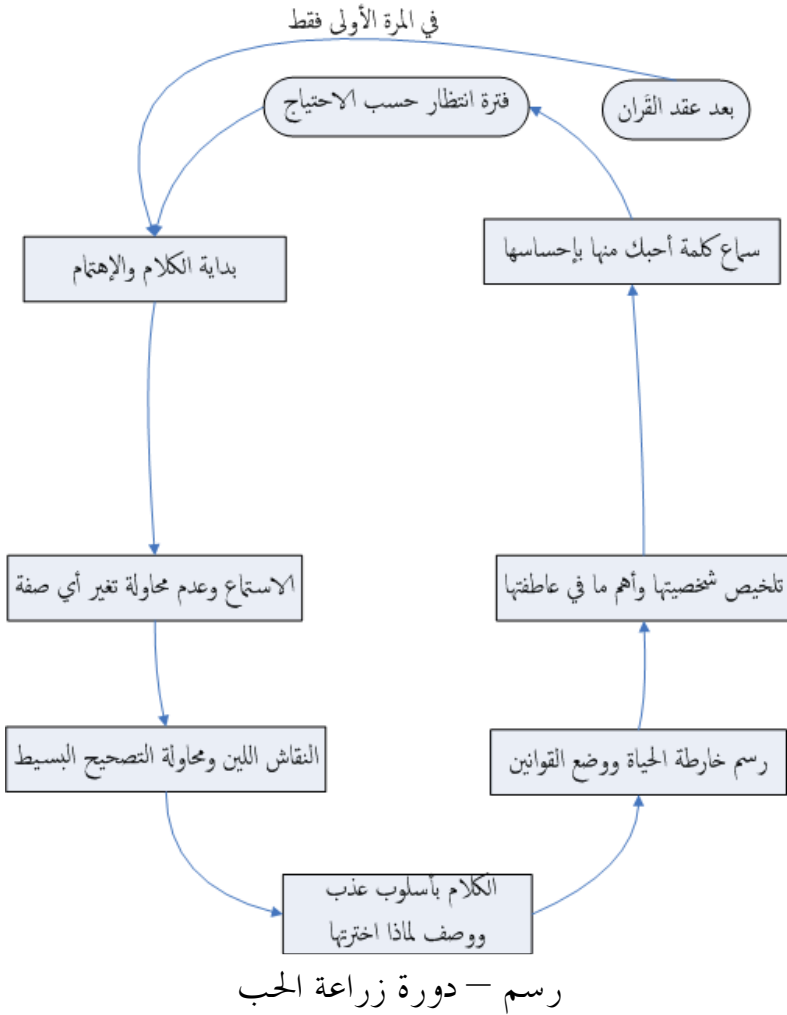 في المرة الأولى فقط
بعد عقد القَران
فترة انتظار حسب الاحتياج
بداية الكلام والإهتمام
سماع كلمة أحبك منها بإحساسها
الاستماع وعدم محاولة تغير أي صفة
تلخيص شخصيتها وأهم ما في عاطفتها
النقاش اللين ومحاولة التصحيح البسيط
رسم خارطة الحياة ووضع القوانين
الكلام بأسلوب عذب
ووصف لماذا اخترتها
رسم – دورة زراعة الحب